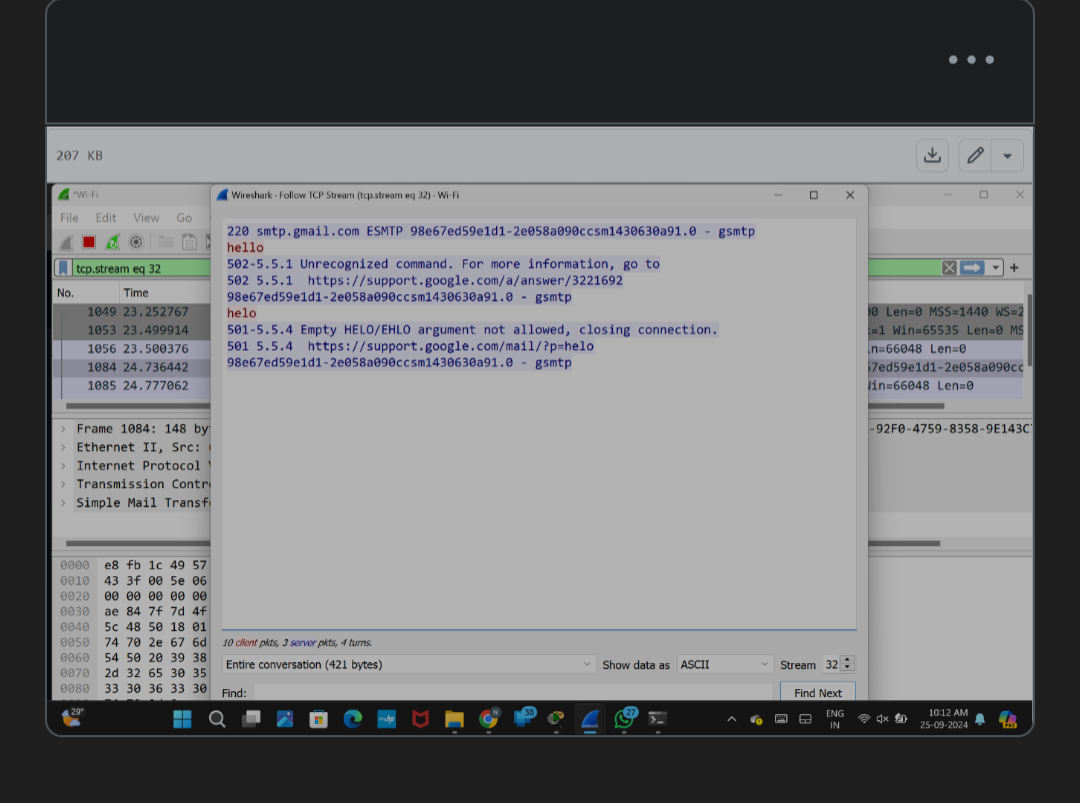 207 KB
*Wi-Fi
Wireshark - Follow TCP Stream (tcp.stream eq 32) - Wi-Fi
File Edit View Go
tcp.stream eq 32
+
No. Time
1049 23.252767
1053 23.499914
1056 23.500376
1084 24.736442
1085 24.777062
220 smtp.gmail.com ESMTP 98e67ed59e1d1-2e058a090ccsm1430630a91.0 - gsmtp
hello
502-5.5.1 Unrecognized command. For more information, go to
502 5.5.1  https://support.google.com/a/answer/3221692
98e67ed59e1d1-2e058a090ccsm1430630a91.0 - gsmtp
helo
501-5.5.4 Empty HELO/EHLO argument not allowed, closing connection.
501 5.5.4  https://support.google.com/mail/?p=helo
98e67ed59e1d1-2e058a090ccsm1430630a91.0 - gsmtp
Len=0 MSS=1440 WS=2
=1 Win=65535 Len=0 MS
n=66048 Len=0
7ed59e1d1-2e058a090cc
Win=66048 Len=0
Frame 1084: 148 by
Ethernet II, Src:
Internet Protocol
Transmission Contr
Simple Mail Transf
-92F0-4759-8358-9E143C
0000 e8 fb 1c 49 57
0010 43 3f 00 5e 06
0020 00 00 00 00 00
0030 ae 84 7f 7d 4f
0040 5c 48 50 18 01
0050 74 70 2e 67 6d
0060 54 50 20 39 38
0070 2d 32 65 30 35
0080 33 30 36 33 30
10 client pkts, 3 server pkts, 4 turns.
Entire conversation (421 bytes) Show data as ASCII Stream 32
Find: Find Next
29°
38
27
ENG
IN
10:12 AM
25-09-2024